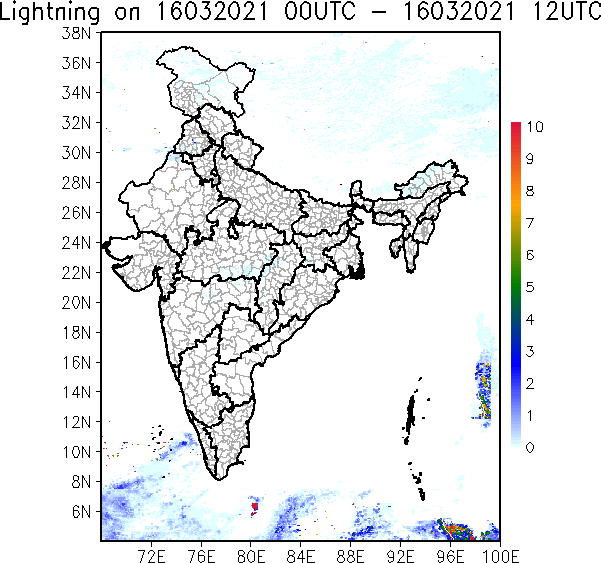 Lightning on 16032021 00UTC – 16032021 12UTC
38N
36N
34N
32N
30N
28N
26N
24N
22N
20N
18N
16N
14N
12N
10N
8N
6N
72E 76E 80E 84E 88E 92E 96E 100E
10
9
8
7
6
5
4
3
2
1
0